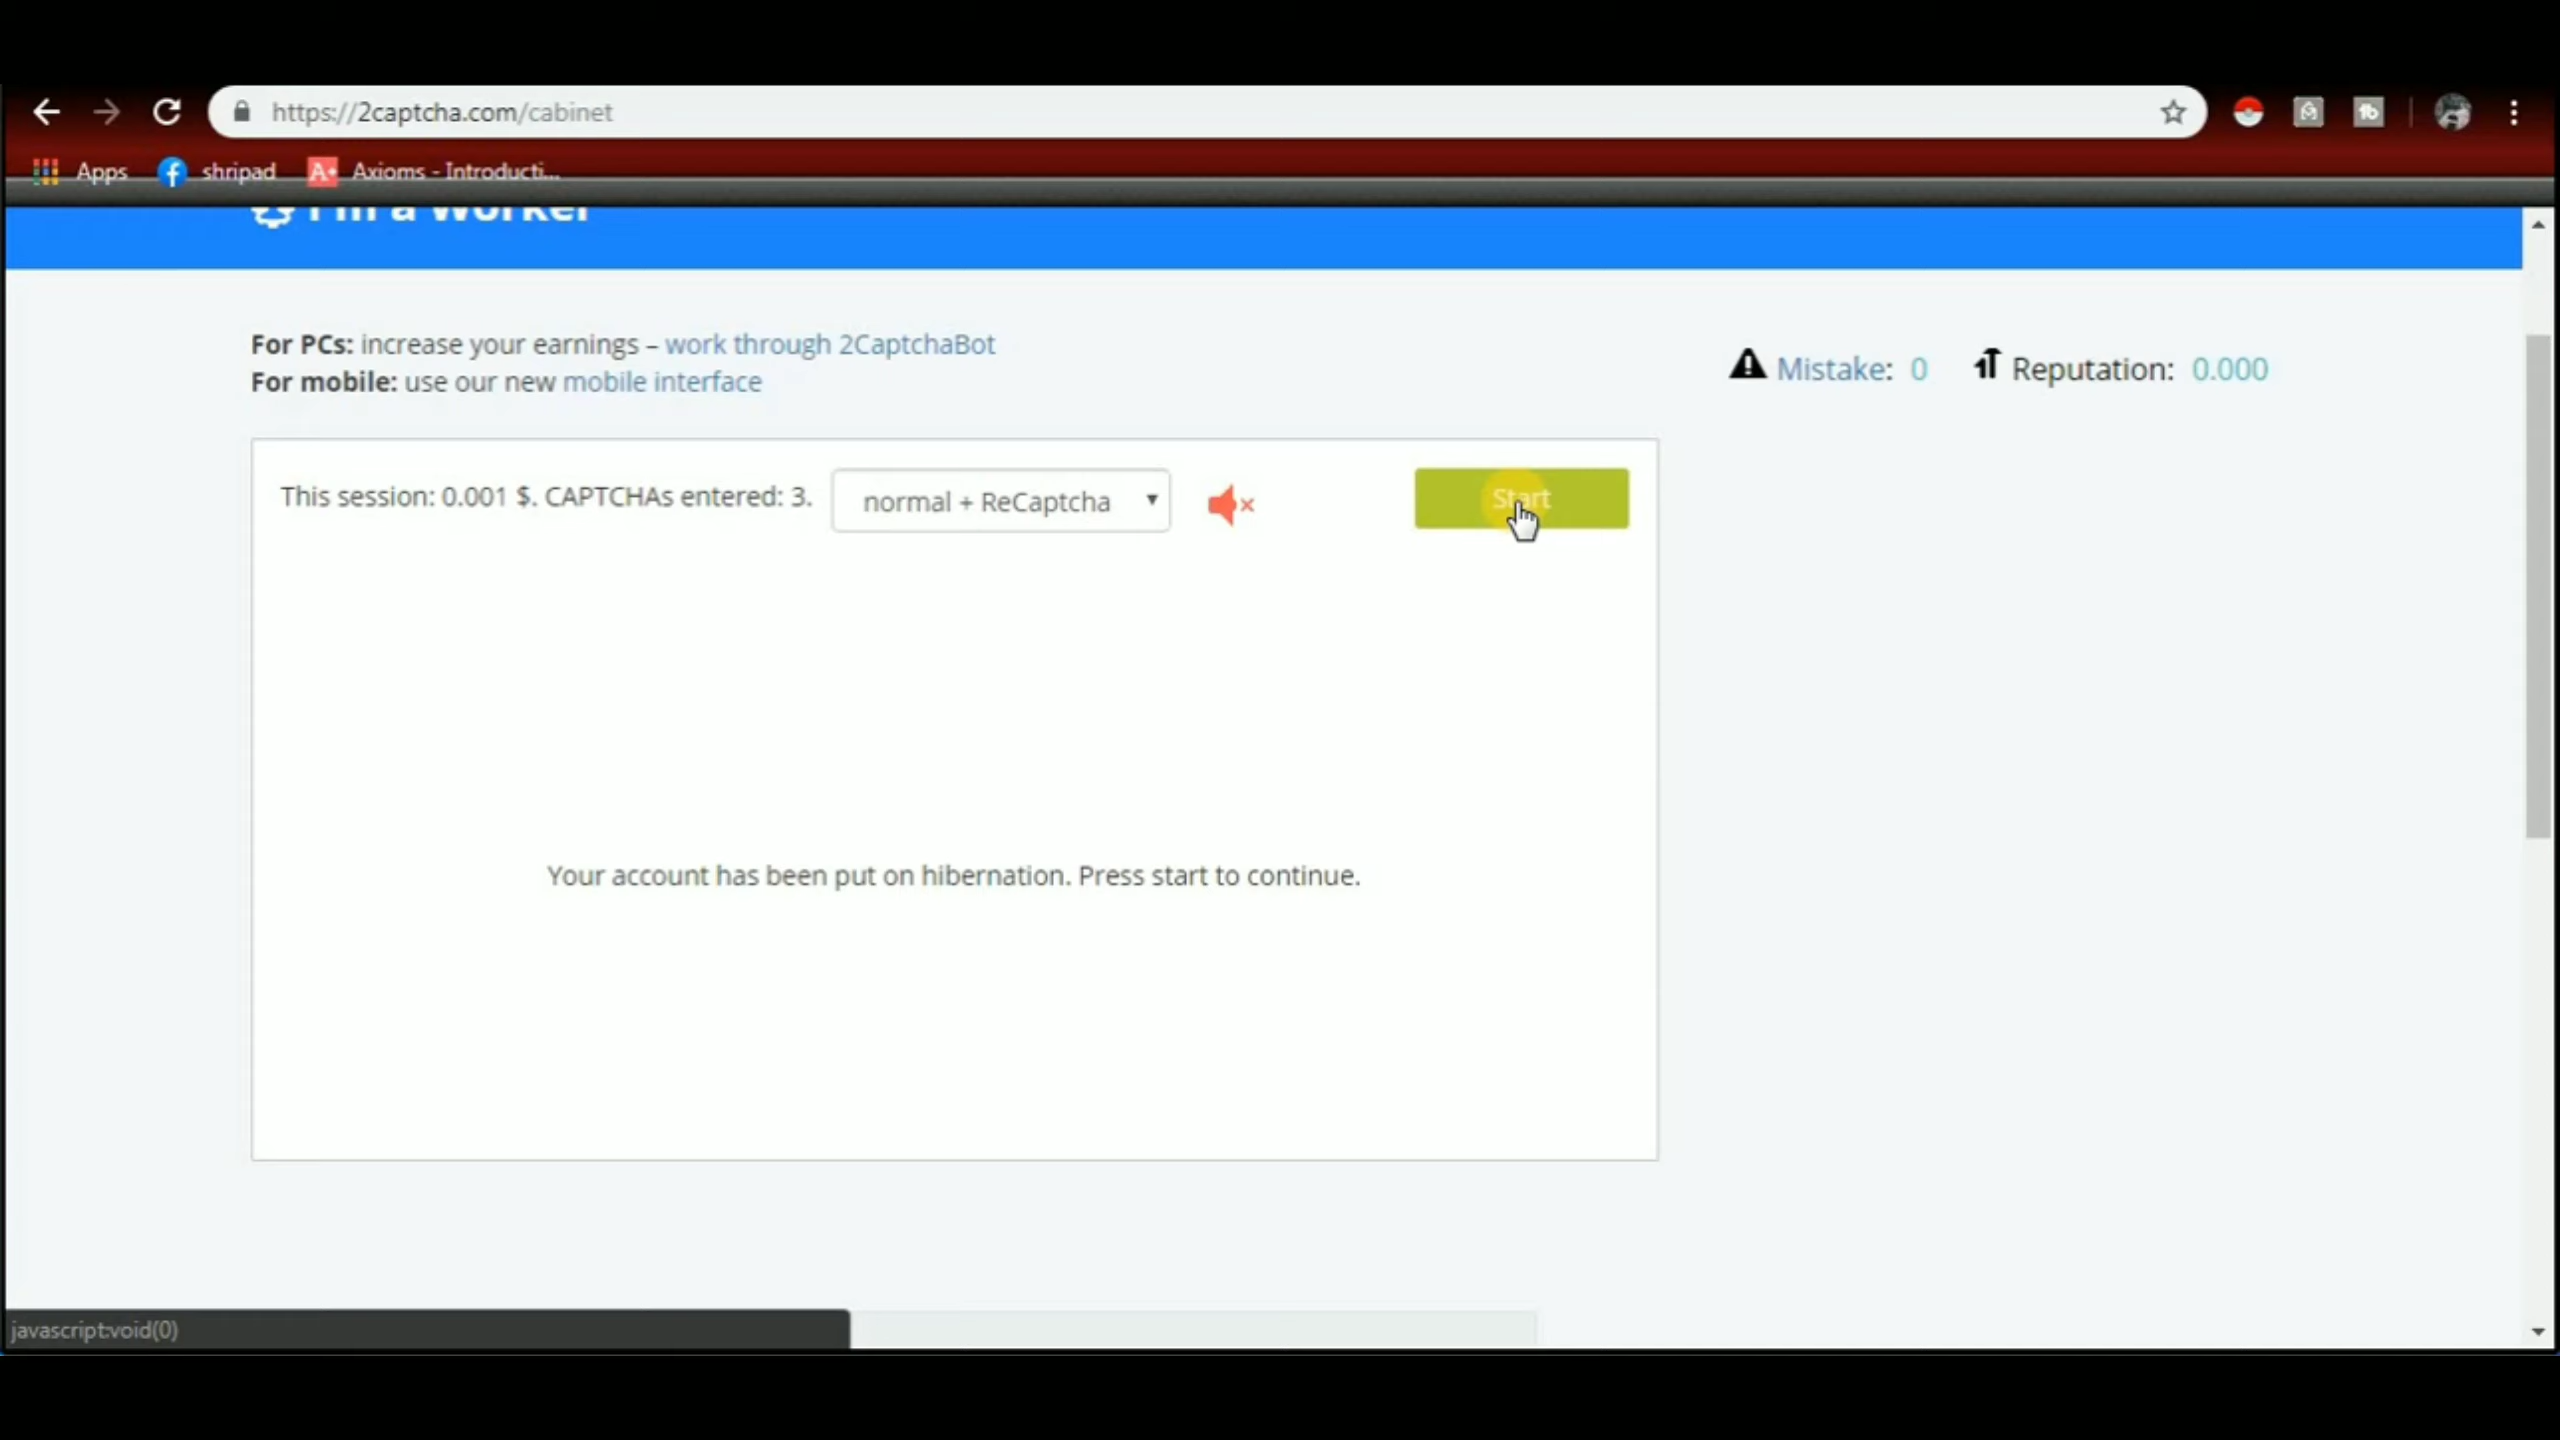 https://2captcha.com/cabinet
Apps shripad A+ Axioms - Introducti...
I'm a Worker
For PCs: increase your earnings – work through 2CaptchaBot
For mobile: use our new mobile interface
Mistake: 0 Reputation: 0.000
This session: 0.001 $. CAPTCHAs entered: 3. normal + ReCaptcha Start
Your account has been put on hibernation. Press start to continue.
javascript:void(0)